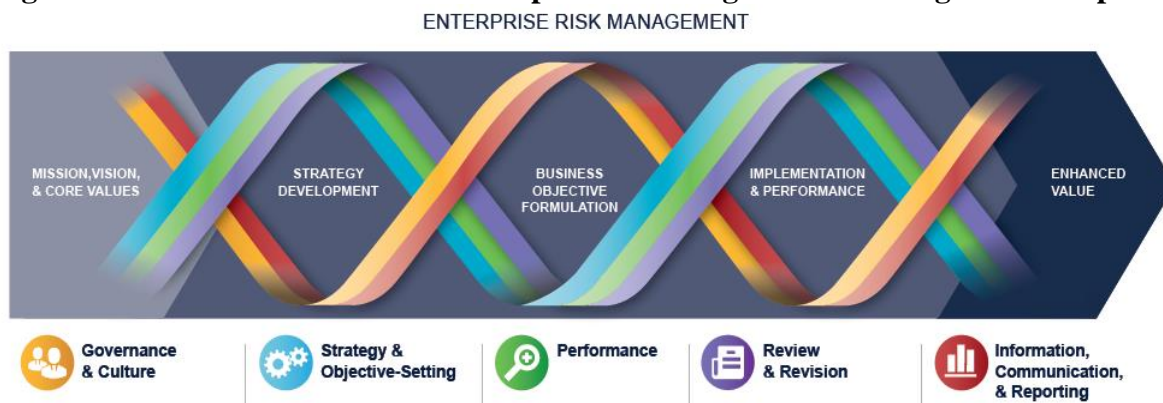 ENTERPRISE RISK MANAGEMENT
MISSION,VISION,
& CORE VALUES
STRATEGY
DEVELOPMENT
BUSINESS
OBJECTIVE
FORMULATION
IMPLEMENTATION
& PERFORMANCE
ENHANCED
VALUE
Governance
& Culture
Strategy &
Objective-Setting
Performance
Review
& Revision
Information,
Communication,
& Reporting